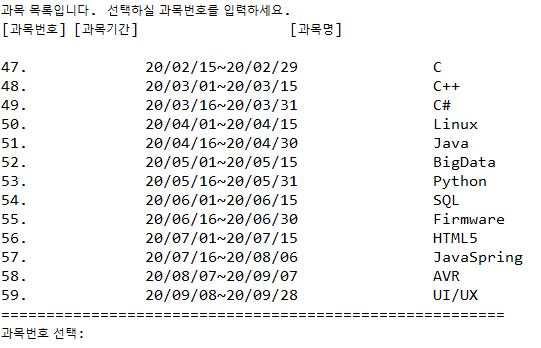 과목 목록입니다. 선택하실 과목번호를 입력하세요.
[과목번호] [과목기간] [과목명]
47. 20/02/15~20/02/29 C
48. 20/03/01~20/03/15 C++
49. 20/03/16~20/03/31 C#
50. 20/04/01~20/04/15 Linux
51. 20/04/16~20/04/30 Java
52. 20/05/01~20/05/15 BigData
53. 20/05/16~20/05/31 Python
54. 20/06/01~20/06/15 SQL
55. 20/06/16~20/06/30 Firmware
56. 20/07/01~20/07/15 HTML5
57. 20/07/16~20/08/06 JavaSpring
58. 20/08/07~20/09/07 AVR
59. 20/09/08~20/09/28 UI/UX
========================================================
과목번호 선택: